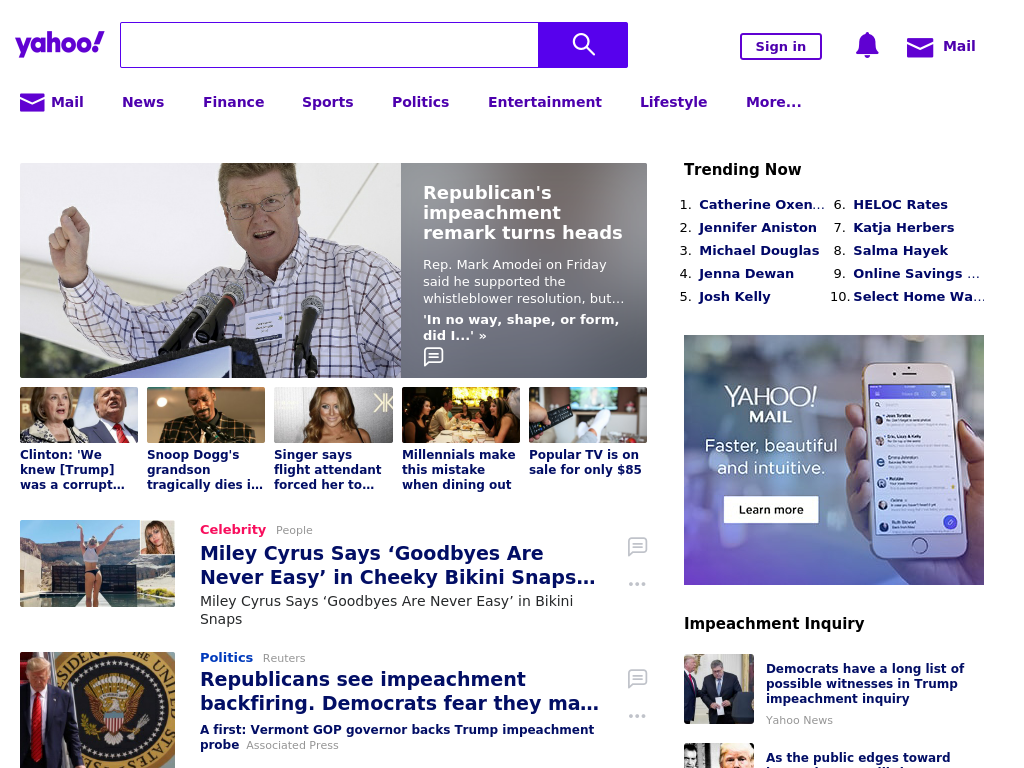 yahoo!
Sign in
Mail
Mail
News
Finance
Sports
Politics
Entertainment
Lifestyle
More...
Republican's
impeachment
remark turns heads
Rep. Mark Amodei on Friday
said he supported the
whistleblower resolution, but...
'In no way, shape, or form,
did I...' »
Clinton: 'We
knew [Trump]
was a corrupt...
Snoop Dogg's
grandson
tragically dies i...
Singer says
flight attendant
forced her to...
Millennials make
this mistake
when dining out
Popular TV is on
sale for only $85
Celebrity People
Miley Cyrus Says ‘Goodbyes Are
Never Easy’ in Cheeky Bikini Snaps...
Miley Cyrus Says ‘Goodbyes Are Never Easy’ in Bikini
Snaps
Politics Reuters
Republicans see impeachment
backfiring. Democrats fear they ma...
A first: Vermont GOP governor backs Trump impeachment
probe Associated Press
Trending Now
1. Catherine Oxen...
2. Jennifer Aniston
3. Michael Douglas
4. Jenna Dewan
5. Josh Kelly
6. HELOC Rates
7. Katja Herbers
8. Salma Hayek
9. Online Savings ...
10. Select Home Wa...
YAHOO!
MAIL
Faster, beautiful
and intuitive.
Learn more
Impeachment Inquiry
Democrats have a long list of
possible witnesses in Trump
impeachment inquiry
Yahoo News
As the public edges toward